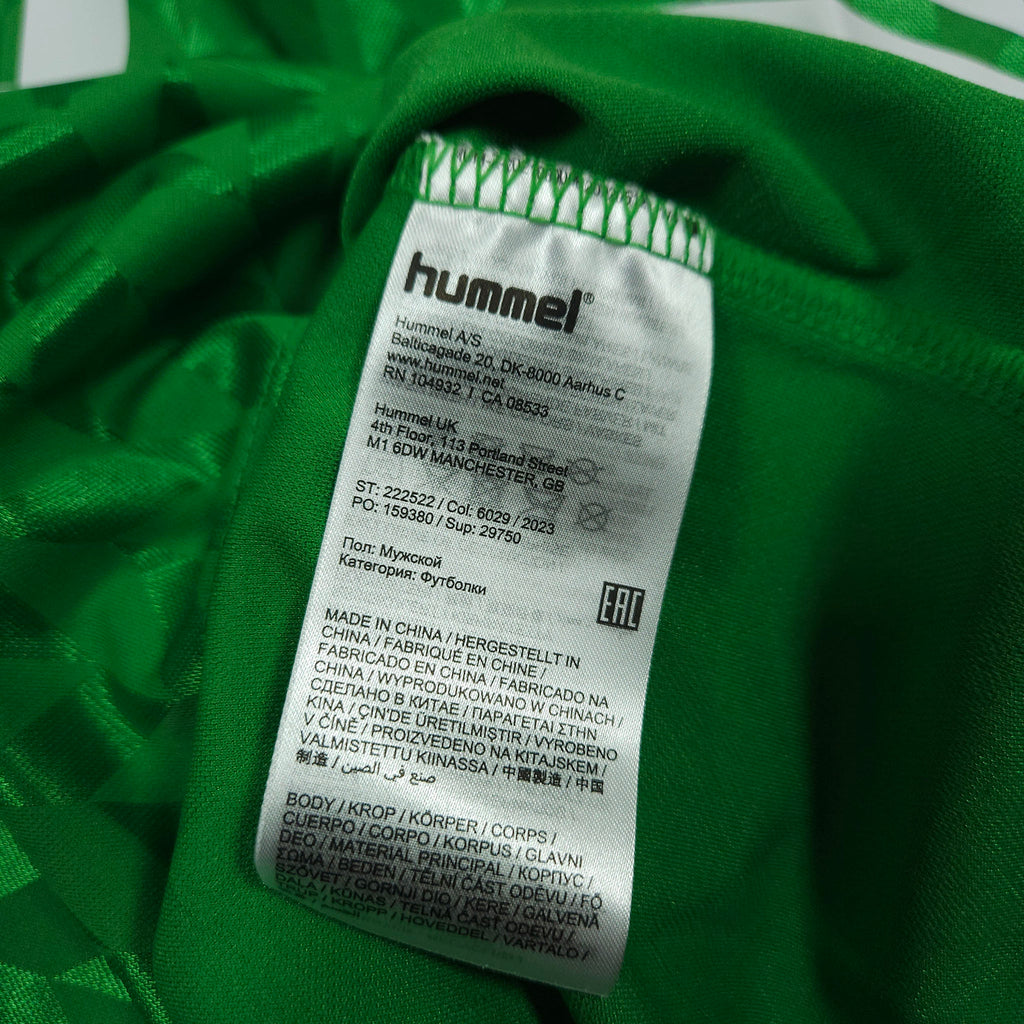 hummel®
Hummel A/S
Balticagade 20, DK-8000 Aarhus C
www.hummel.net
RN 104932 | CA 08533
Hummel UK
4th Floor, 113 Portland Street
M1 6DW MANCHESTER, GB
ST: 222522 / Col: 6029 / 2023
PO: 159380 / Sup: 29750
Пол: Мужской
Категория: Футболки
EAC
MADE IN CHINA / HERGESTELLT IN
CHINA / FABRIQUÉ EN CHINE /
FABRICADO EN CHINA / FABRICADO NA
CHINA / WYPRODUKOWANO W CHINACH /
СДЕЛАНО В КИТАЕ / ΠΑΡΑΓΕΤΑΙ ΣΤΗΝ
ΚΙΝΑ / ÇIN'DE ÜRETILMIŞTIR / VYROBENO
V ČÍNĚ / PROIZVEDENO NA KITAJSKEM /
VALMISTETTU KIINASSA / 中國製造 / 中国
制造 / صنع في الصين
BODY / KROP / KÖRPER / CORPS /
CUERPO / CORPO / KORPUS / GLAVNI
DEO / MATERIAL PRINCIPAL / КОРПУС /
ΣΩΜΑ / BEDEN / TĚLNÍ ČÁST ODĚVU / FŐ
SZÖVET / GORNJI DIO / KERE / GALVENĀ
DAĻA / KŪNAS / TELNÁ ČASŤ ODEVU /
KROPP / HOVEDDEL / VARTALO /